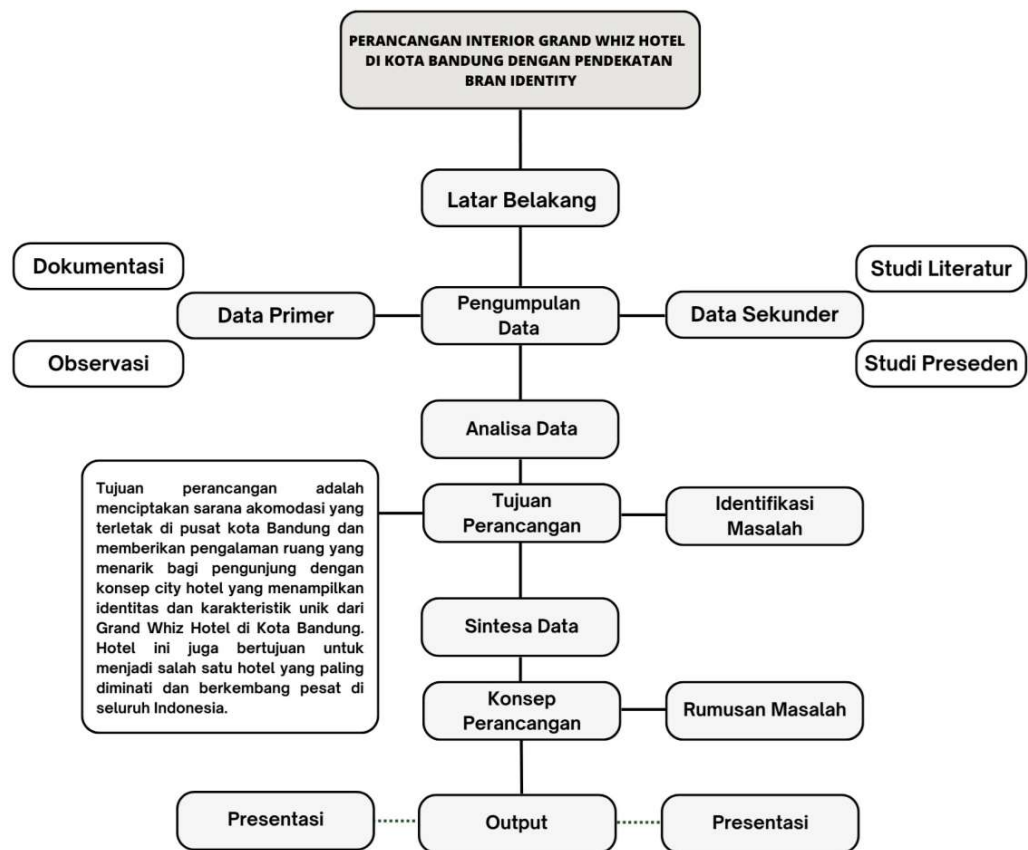 PERANCANGAN INTERIOR GRAND WHIZ HOTEL
DI KOTA BANDUNG DENGAN PENDEKATAN
BRAN IDENTITY
Latar Belakang
Dokumentasi
Observasi
Data Primer
Pengumpulan
Data
Data Sekunder
Studi Literatur
Studi Preseden
Analisa Data
Tujuan perancangan adalah
menciptakan sarana akomodasi yang
terletak di pusat kota Bandung dan
memberikan pengalaman ruang yang
menarik bagi pengunjung dengan
konsep city hotel yang menampilkan
identitas dan karakteristik unik dari
Grand Whiz Hotel di Kota Bandung.
Hotel ini juga bertujuan untuk
menjadi salah satu hotel yang paling
diminati dan berkembang pesat di
seluruh Indonesia.
Tujuan
Perancangan
Identifikasi
Masalah
Sintesa Data
Konsep
Perancangan
Rumusan Masalah
Presentasi
Output
Presentasi